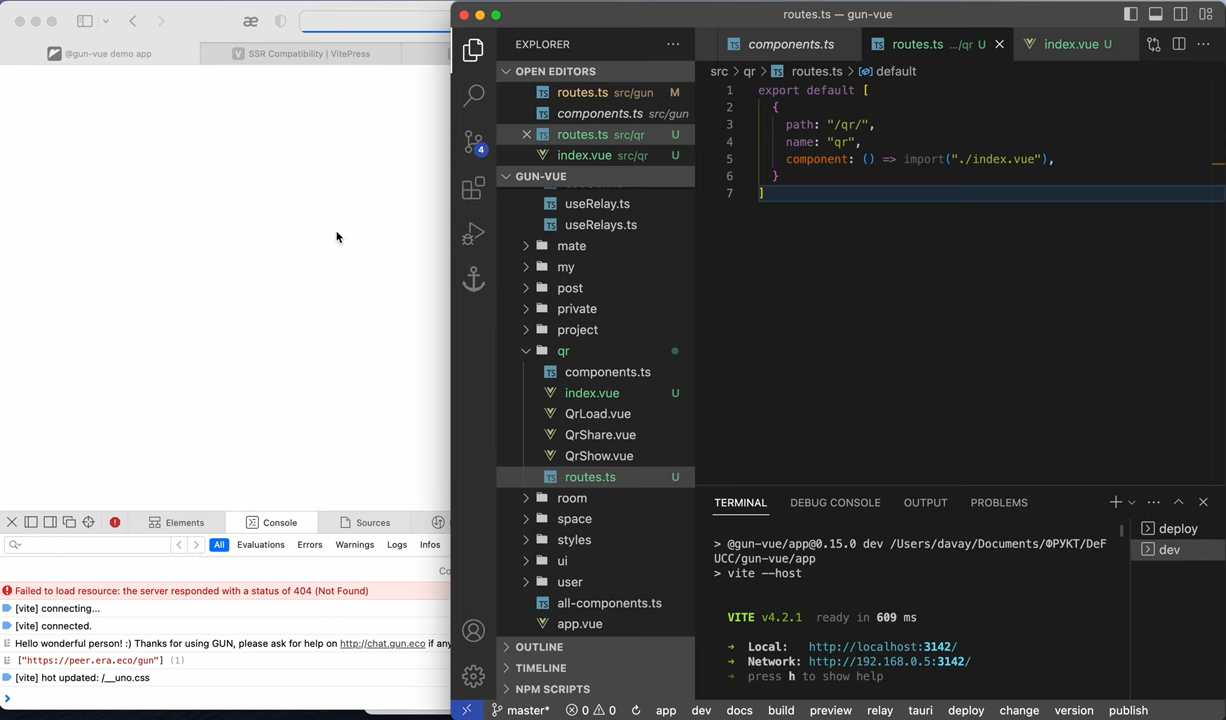 @gun-vue demo app
SSR Compatibility | VitePress
Elements
Console
Sources
All
Evaluations
Errors
Warnings
Logs
Infos
Co
Failed to load resource: the server responded with a status of 404 (Not Found)
[vite] connecting...
[vite] connected.
Hello wonderful person! :) Thanks for using GUN, please ask for help on http://chat.gun.eco if any
["https://peer.era.eco/gun"] (1)
[vite] hot updated: /__uno.css
routes.ts — gun-vue
EXPLORER
OPEN EDITORS
routes.ts src/gun M
components.ts src/gun
routes.ts src/qr U
index.vue src/qr U
GUN-VUE
useRelay.ts
useRelays.ts
mate
my
post
private
project
qr
components.ts
index.vue U
QrLoad.vue
QrShare.vue
QrShow.vue
routes.ts U
room
space
styles
ui
user
all-components.ts
app.vue
OUTLINE
TIMELINE
NPM SCRIPTS
4
components.ts
routes.ts .../qr U
index.vue U
src > qr > routes.ts > default
1 export default [
2 {
3 path: "/qr/",
4 name: "qr",
5 component: () => import("./index.vue"),
6 }
7 ]
TERMINAL
DEBUG CONSOLE
OUTPUT
PROBLEMS
> @gun-vue/app@0.15.0 dev /Users/davay/Documents/ФРУКТ/DeF
UCC/gun-vue/app
> vite --host
VITE v4.2.1 ready in 609 ms
→ Local: http://localhost:3142/
→ Network: http://192.168.0.5:3142/
→ press h to show help
deploy
dev
master*
0
0
app
dev
docs
build
preview
relay
tauri
deploy
change
version
publish